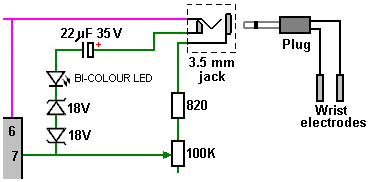 22µF 35V
+
3.5 mm
jack
Plug
BI-COLOUR LED
18V
820
Wrist
electrodes
18V
6
7
100K